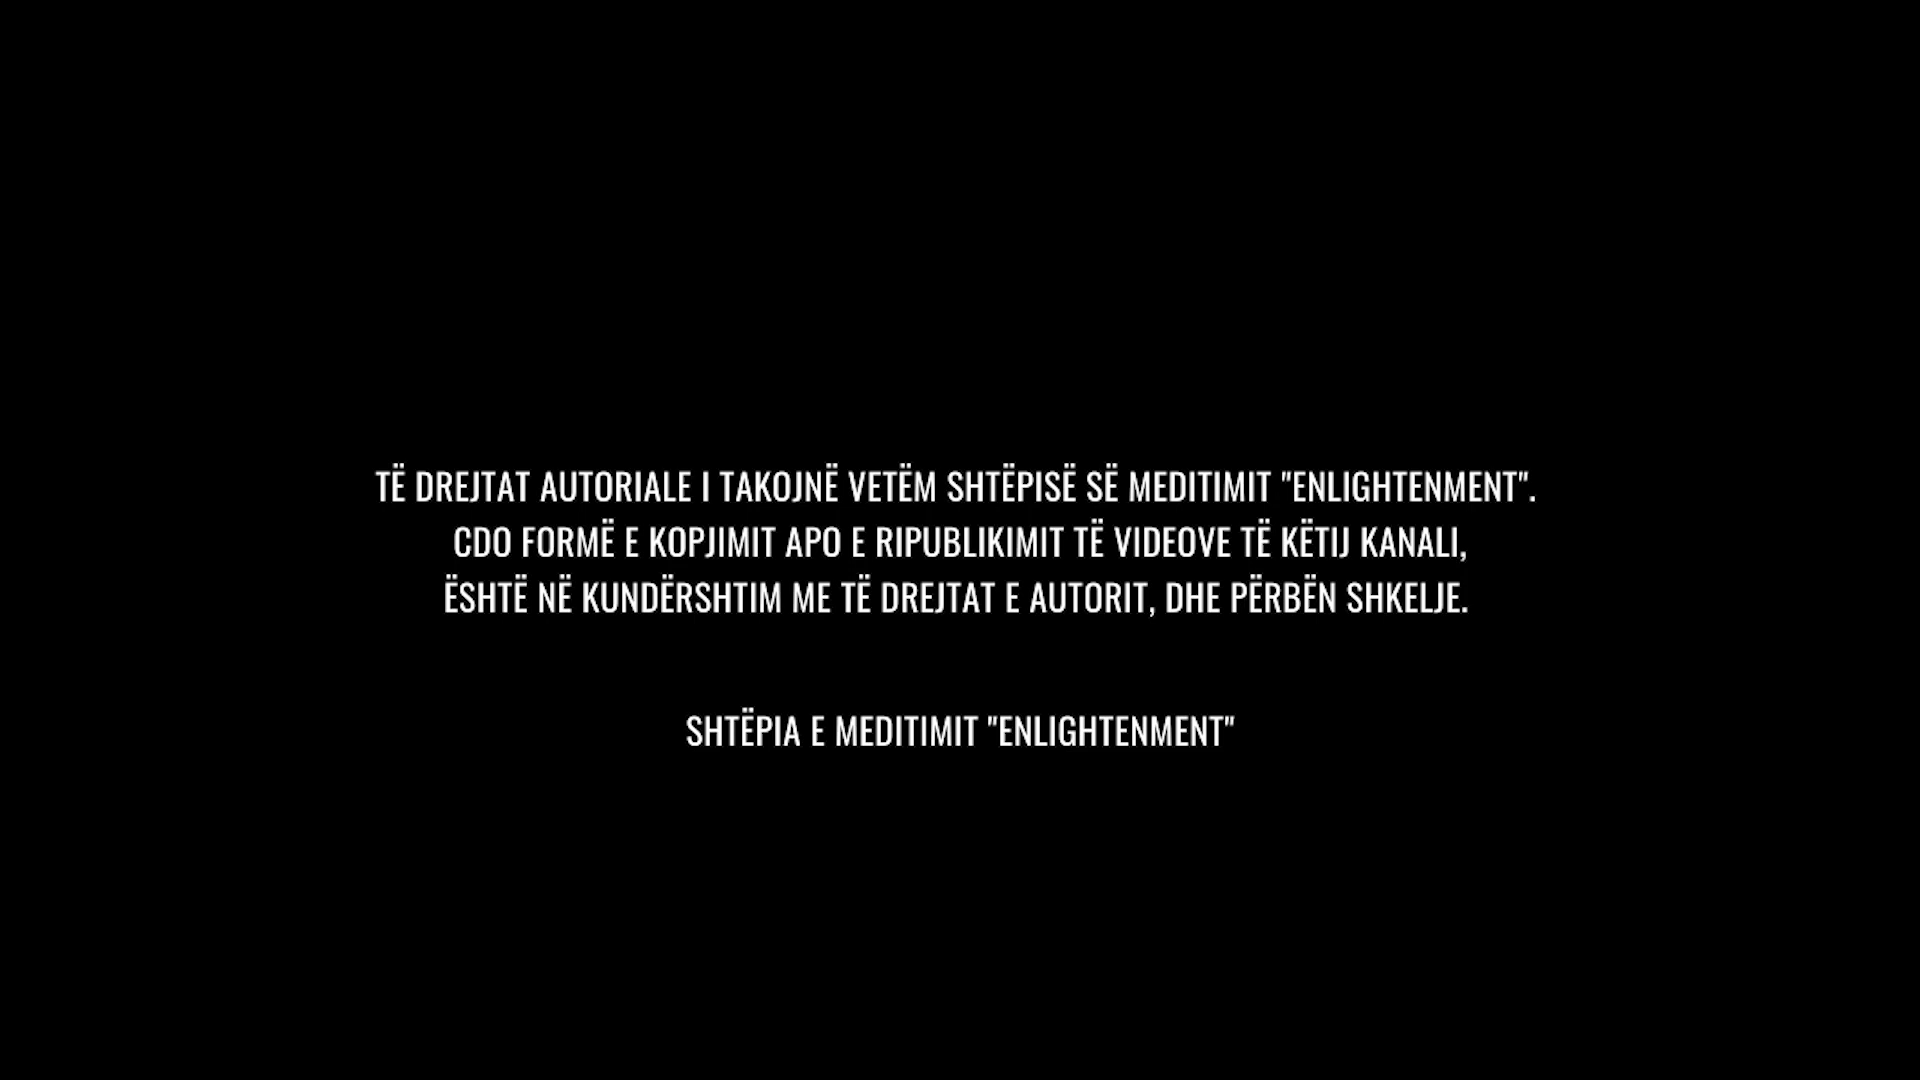 TË DREJTAT AUTORIALE I TAKOJNË VETËM SHTËPISË SË MEDITIMIT "ENLIGHTENMENT".
CDO FORMË E KOPJIMIT APO E RIPUBLIKIMIT TË VIDEOVE TË KËTIJ KANALI,
ËSHTË NË KUNDËRSHTIM ME TË DREJTAT E AUTORIT, DHE PËRBËN SHKELJE.
SHTËPIA E MEDITIMIT "ENLIGHTENMENT"